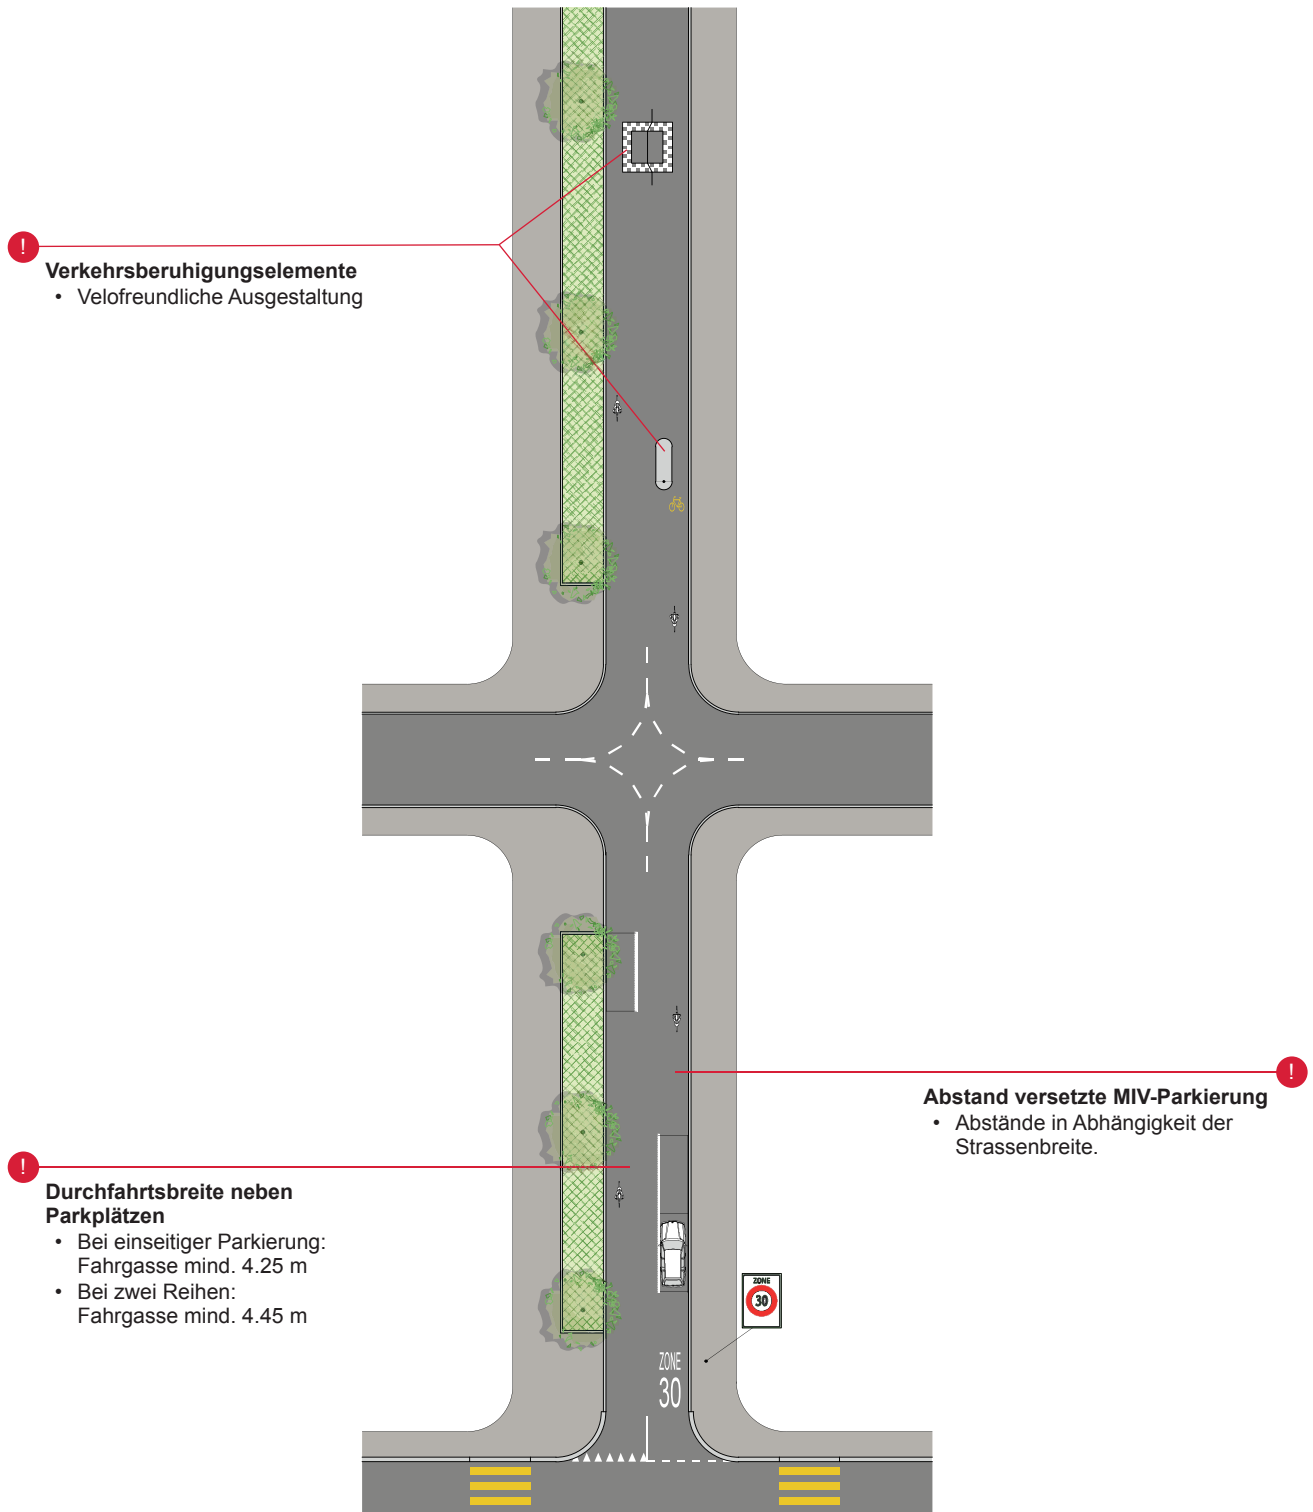 !
Verkehrsberuhigungselemente
• Velofreundliche Ausgestaltung
!
Abstand versetzte MIV-Parkierung
• Abstände in Abhängigkeit der
Strassenbreite.
!
Durchfahrtsbreite neben
Parkplätzen
• Bei einseitiger Parkierung:
Fahrgasse mind. 4.25 m
• Bei zwei Reihen:
Fahrgasse mind. 4.45 m
ZONE
30
ZONE
30